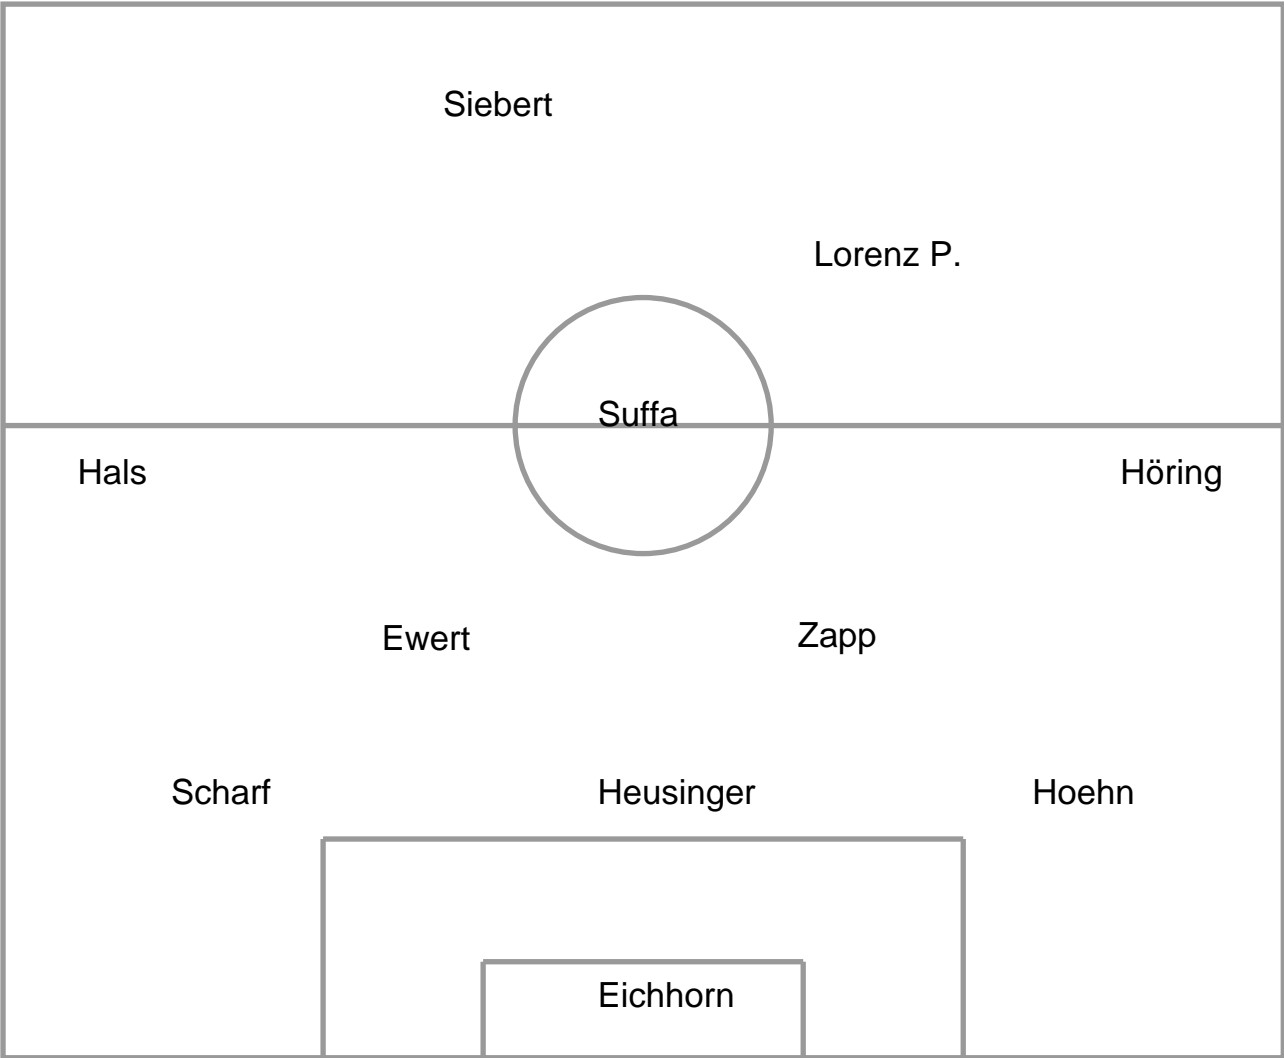 Siebert
Lorenz P.
Suffa
Hals
Höring
Ewert
Zapp
Scharf
Heusinger
Hoehn
Eichhorn